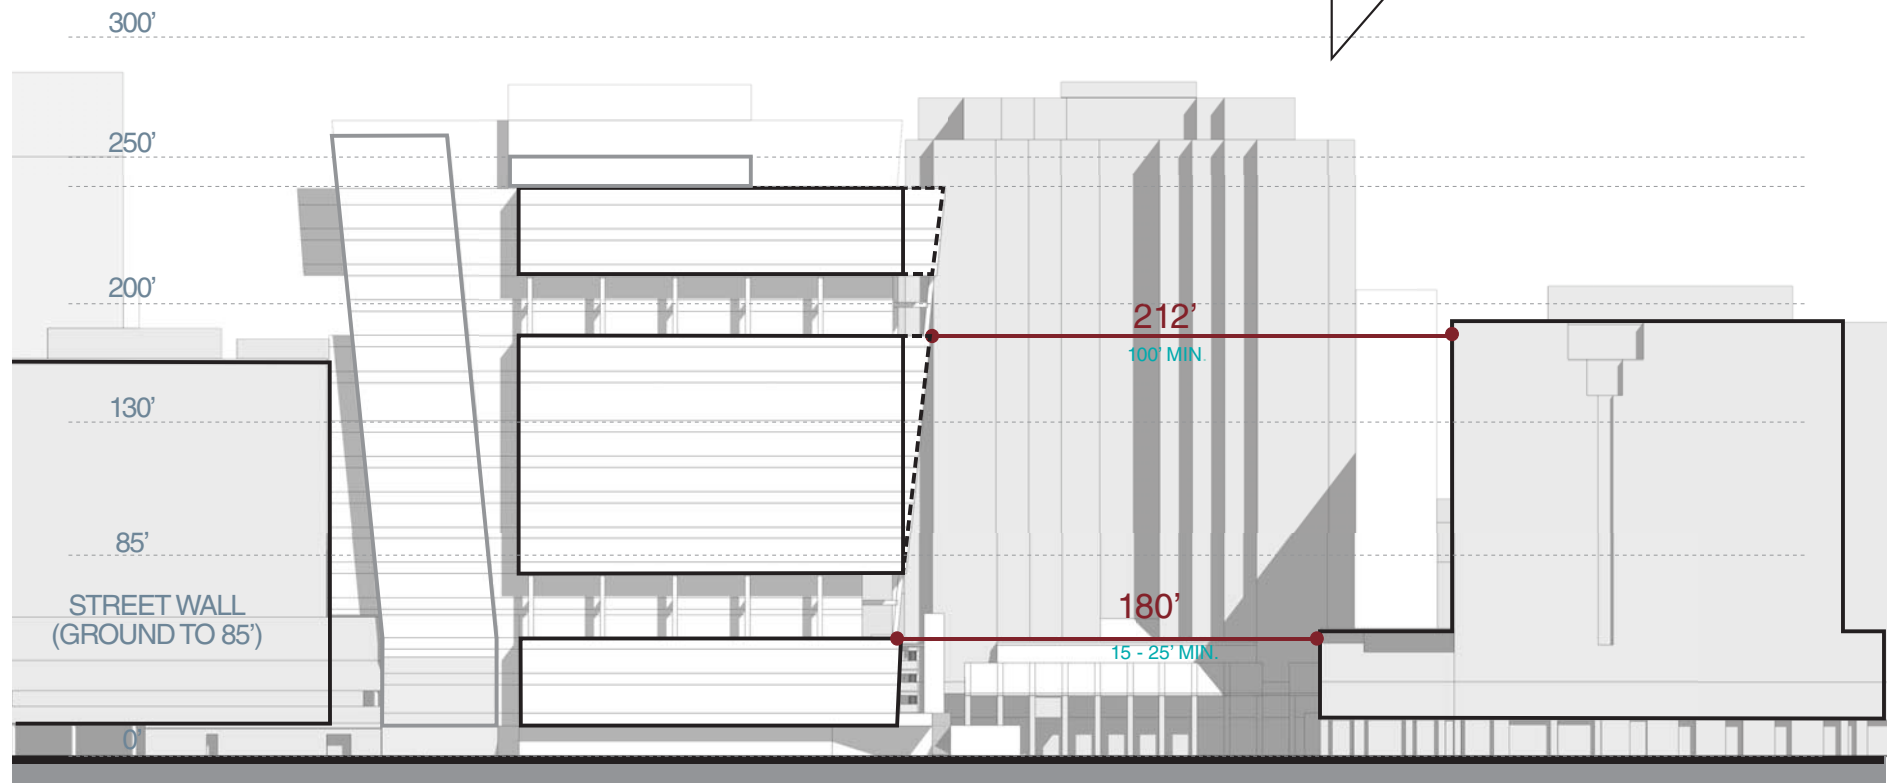 300’
250’
200’
212’
100’ MIN.
130’
85’
STREET WALL
(GROUND TO 85’)
180’
15 - 25’ MIN.
0’